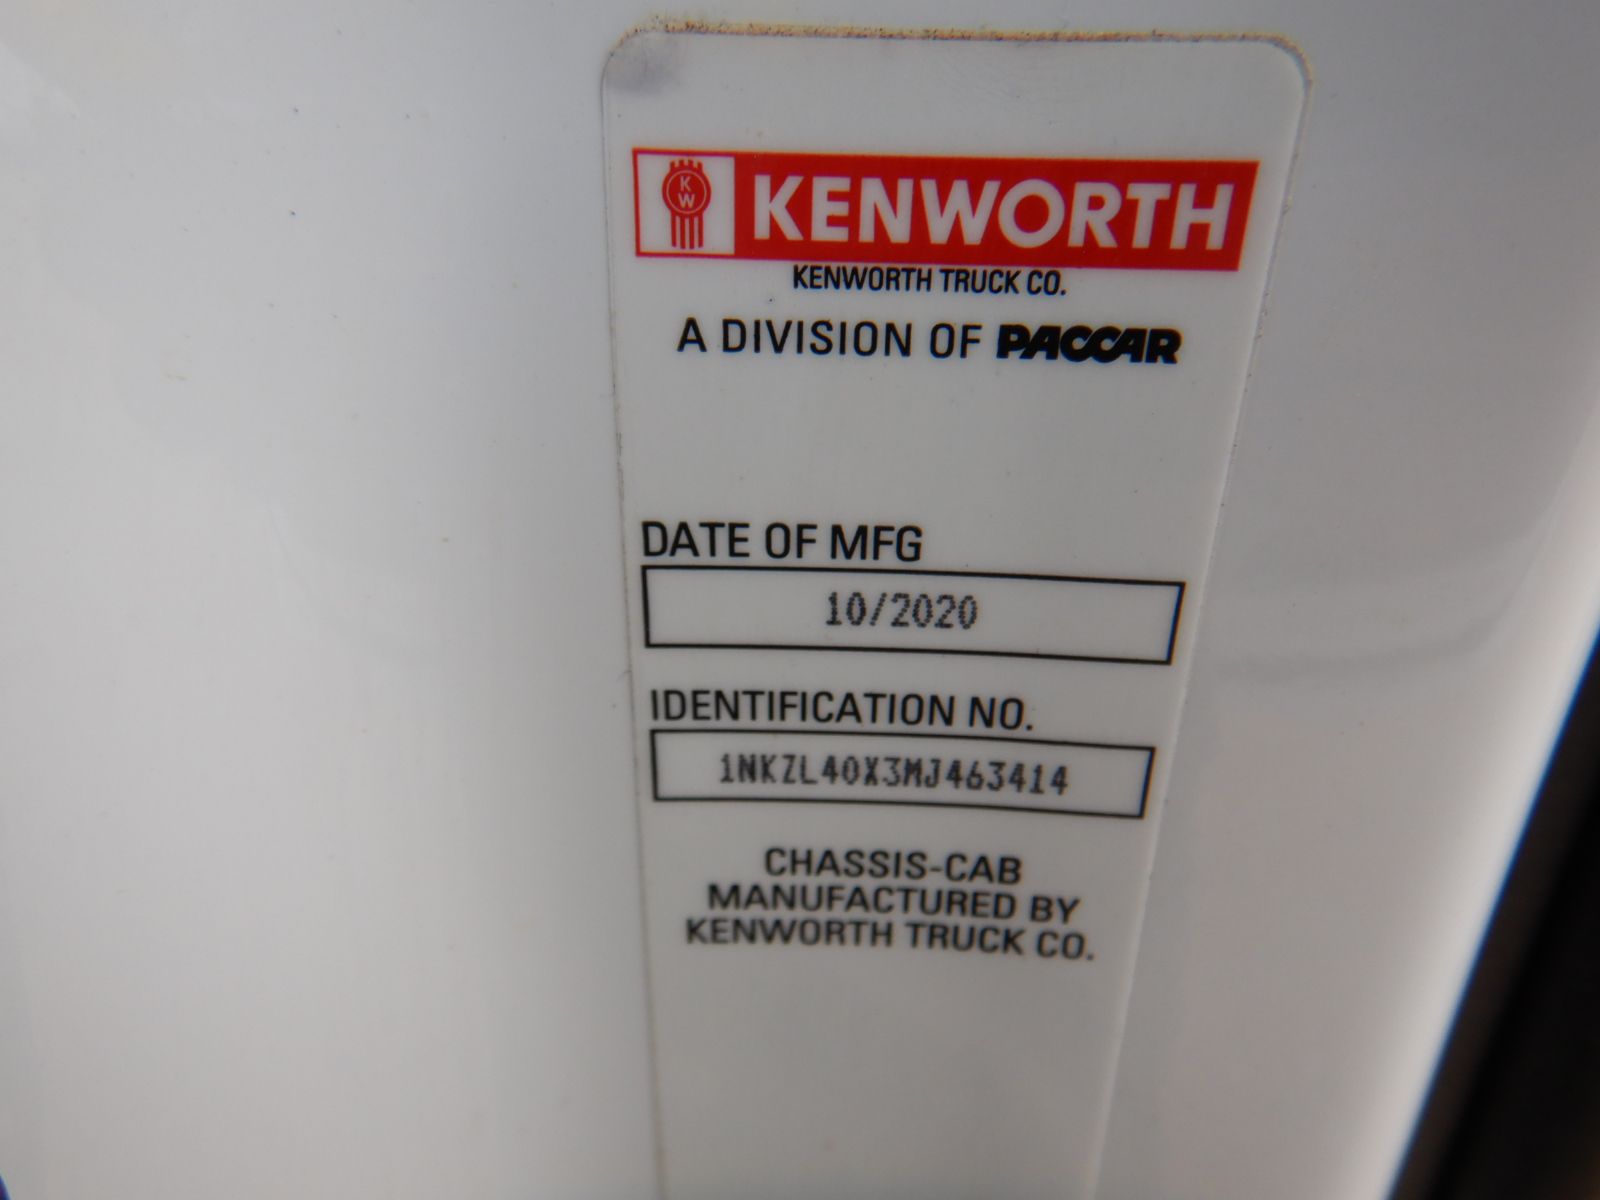 KW KENWORTH
KENWORTH TRUCK CO.
A DIVISION OF PACCAR
DATE OF MFG
10/2020
IDENTIFICATION NO.
1NKZL40X3MJ463414
CHASSIS-CAB
MANUFACTURED BY
KENWORTH TRUCK CO.